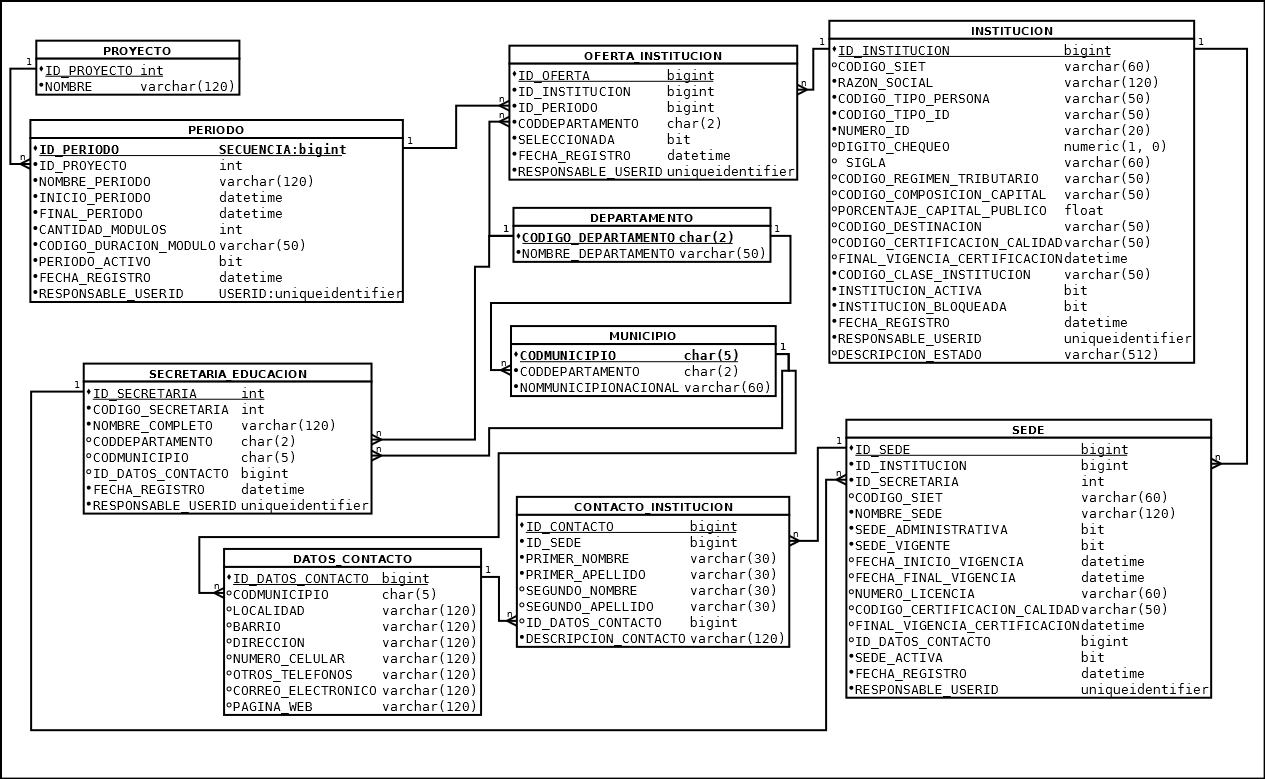 PROYECTO
ID_PROYECTO int
NOMBRE varchar(120)
PERIODO
ID_PERIODO SECUENCIA:bigint
ID_PROYECTO int
NOMBRE_PERIODO varchar(120)
INICIO_PERIODO datetime
FINAL_PERIODO datetime
CANTIDAD_MODULOS int
CODIGO_DURACION_MODULO varchar(50)
PERIODO_ACTIVO bit
FECHA_REGISTRO datetime
RESPONSABLE_USERID USERID:uniqueidentifier
OFERTA_INSTITUCION
ID_OFERTA bigint
ID_INSTITUCION bigint
ID_PERIODO bigint
CODDEPARTAMENTO char(2)
SELECCIONADA bit
FECHA_REGISTRO datetime
RESPONSABLE_USERID uniqueidentifier
INSTITUCION
ID_INSTITUCION bigint
CODIGO_SIET varchar(60)
RAZON_SOCIAL varchar(120)
CODIGO_TIPO_PERSONA varchar(50)
CODIGO_TIPO_ID varchar(50)
NUMERO_ID varchar(20)
DIGITO_CHEQUEO numeric(1, 0)
SIGLA varchar(60)
CODIGO_REGIMEN_TRIBUTARIO varchar(50)
CODIGO_COMPOSICION_CAPITAL varchar(50)
PORCENTAJE_CAPITAL_PUBLICO float
CODIGO_DESTINACION varchar(50)
CODIGO_CERTIFICACION_CALIDAD varchar(50)
FINAL_VIGENCIA_CERTIFICACION datetime
CODIGO_CLASE_INSTITUCION varchar(50)
INSTITUCION_ACTIVA bit
INSTITUCION_BLOQUEADA bit
FECHA_REGISTRO datetime
RESPONSABLE_USERID uniqueidentifier
DESCRIPCION_ESTADO varchar(512)
DEPARTAMENTO
CODIGO_DEPARTAMENTO char(2)
NOMBRE_DEPARTAMENTO varchar(50)
MUNICIPIO
CODMUNICIPIO char(5)
CODDEPARTAMENTO char(2)
NOMMUNICIPIONACIONAL varchar(60)
SECRETARIA_EDUCACION
ID_SECRETARIA int
CODIGO_SECRETARIA int
NOMBRE_COMPLETO varchar(120)
CODDEPARTAMENTO char(2)
CODMUNICIPIO char(5)
ID_DATOS_CONTACTO bigint
FECHA_REGISTRO datetime
RESPONSABLE_USERID uniqueidentifier
SEDE
ID_SEDE bigint
ID_INSTITUCION bigint
ID_SECRETARIA int
CODIGO_SIET varchar(60)
NOMBRE_SEDE varchar(120)
SEDE_ADMINISTRATIVA bit
SEDE_VIGENTE bit
FECHA_INICIO_VIGENCIA datetime
FECHA_FINAL_VIGENCIA datetime
NUMERO_LICENCIA varchar(60)
CODIGO_CERTIFICACION_CALIDAD varchar(50)
FINAL_VIGENCIA_CERTIFICACION datetime
ID_DATOS_CONTACTO bigint
SEDE_ACTIVA bit
FECHA_REGISTRO datetime
RESPONSABLE_USERID uniqueidentifier
CONTACTO_INSTITUCION
ID_CONTACTO bigint
ID_SEDE bigint
PRIMER_NOMBRE varchar(30)
PRIMER_APELLIDO varchar(30)
SEGUNDO_NOMBRE varchar(30)
SEGUNDO_APELLIDO varchar(30)
ID_DATOS_CONTACTO bigint
DESCRIPCION_CONTACTO varchar(120)
DATOS_CONTACTO
ID_DATOS_CONTACTO bigint
CODMUNICIPIO char(5)
LOCALIDAD varchar(120)
BARRIO varchar(120)
DIRECCION varchar(120)
NUMERO_CELULAR varchar(120)
OTROS_TELEFONOS varchar(120)
CORREO_ELECTRONICO varchar(120)
PAGINA_WEB varchar(120)
1
n
1
n
n
n
1
1
1
1
n
1
1
n
n
1
n
n
n
1
n
n